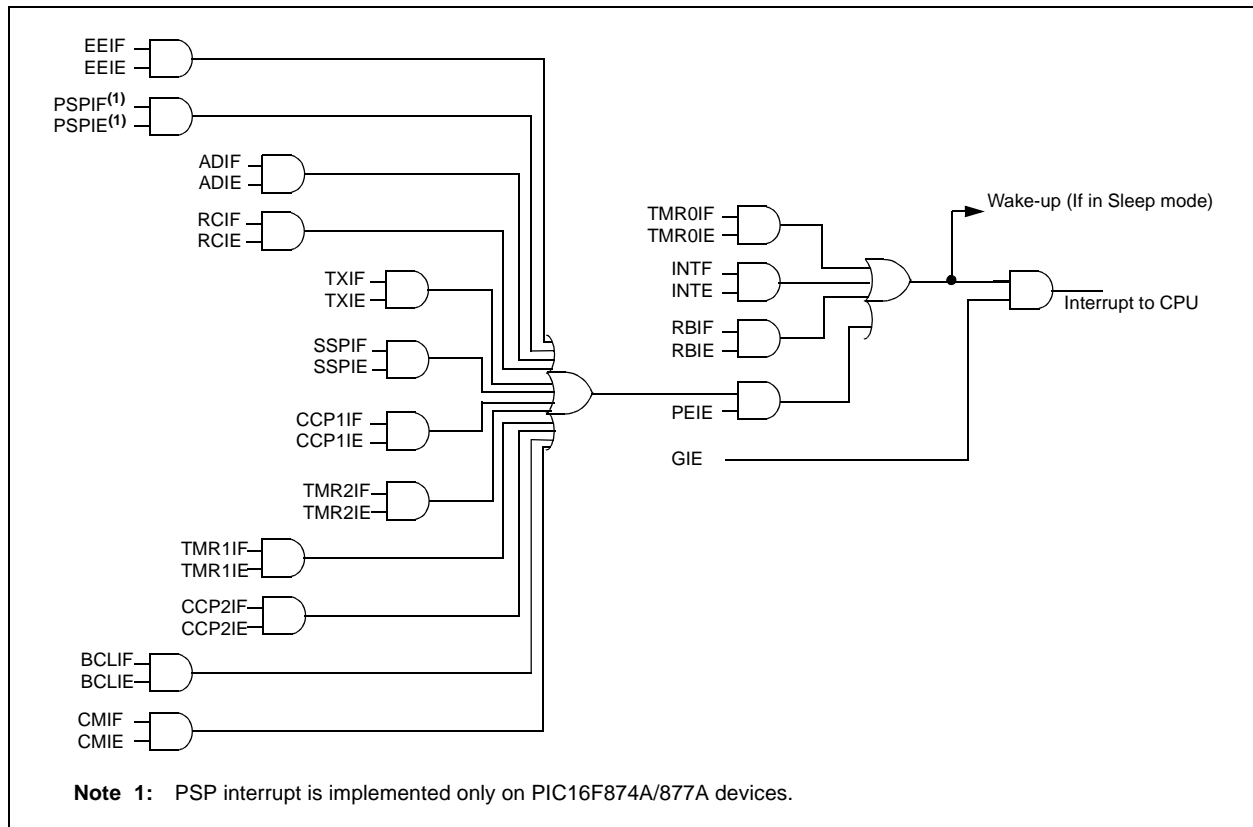 EEIF
EEIE
PSPIF(1)
PSPIE(1)
ADIF
ADIE
RCIF
RCIE
TXIF
TXIE
SSPIF
SSPIE
CCP1IF
CCP1IE
TMR2IF
TMR2IE
TMR1IF
TMR1IE
CCP2IF
CCP2IE
BCLIF
BCLIE
CMIF
CMIE
TMR0IF
TMR0IE
INTF
INTE
RBIF
RBIE
PEIE
GIE
Wake-up (If in Sleep mode)
Interrupt to CPU
Note 1: PSP interrupt is implemented only on PIC16F874A/877A devices.